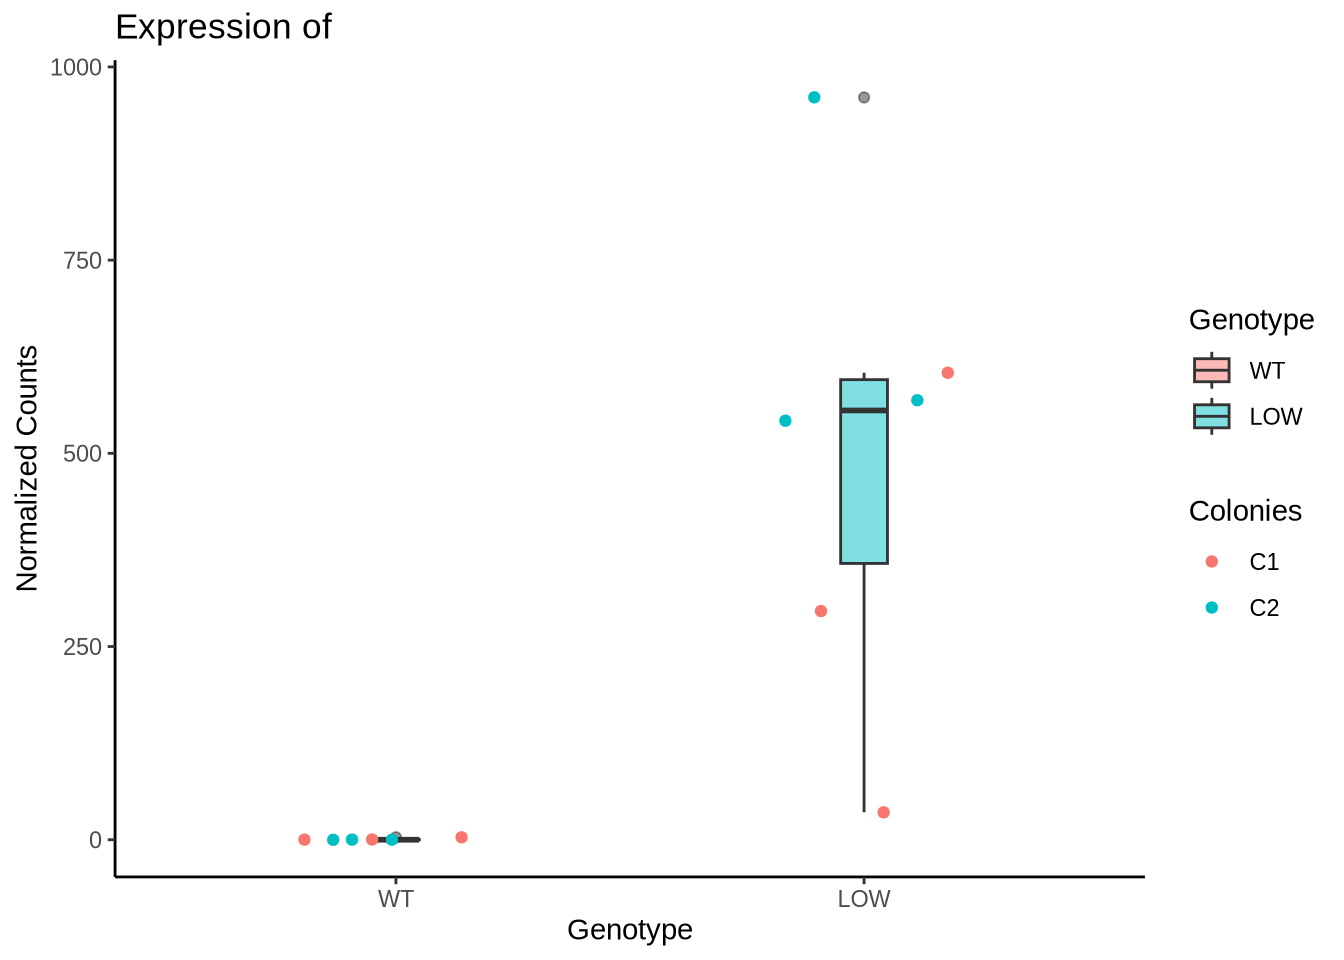 Expression of
1000
750
500
250
0
Normalized Counts
WT
LOW
Genotype
Genotype
WT
LOW
Colonies
C1
C2